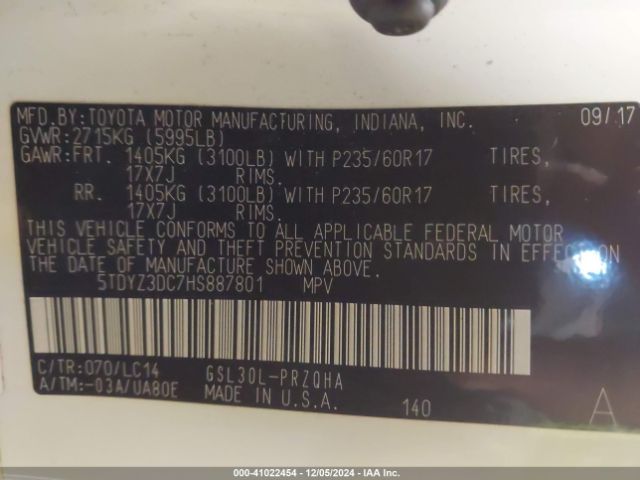 MFD.BY:TOYOTA MOTOR MANUFACTURING, INDIANA, INC. 09/17
GVWR:2715KG (5995LB)
GAWR:FRT. 1405KG (3100LB) WITH P235/60R17 TIRES,
17X7J RIMS.
RR. 1405KG (3100LB) WITH P235/60R17 TIRES,
17X7J RIMS.
THIS VEHICLE CONFORMS TO ALL APPLICABLE FEDERAL MOTOR
VEHICLE SAFETY AND THEFT PREVENTION STANDARDS IN EFFECT ON
THE DATE OF MANUFACTURE SHOWN ABOVE.
5TDYZ3DC7HS887801 MPV
C/TR:070/LC14 GSL30L-PRZQHA
A/TM:-03A/UA80E MADE IN U.S.A. 140 A
000-41022454 - 12/05/2024 - IAA Inc.